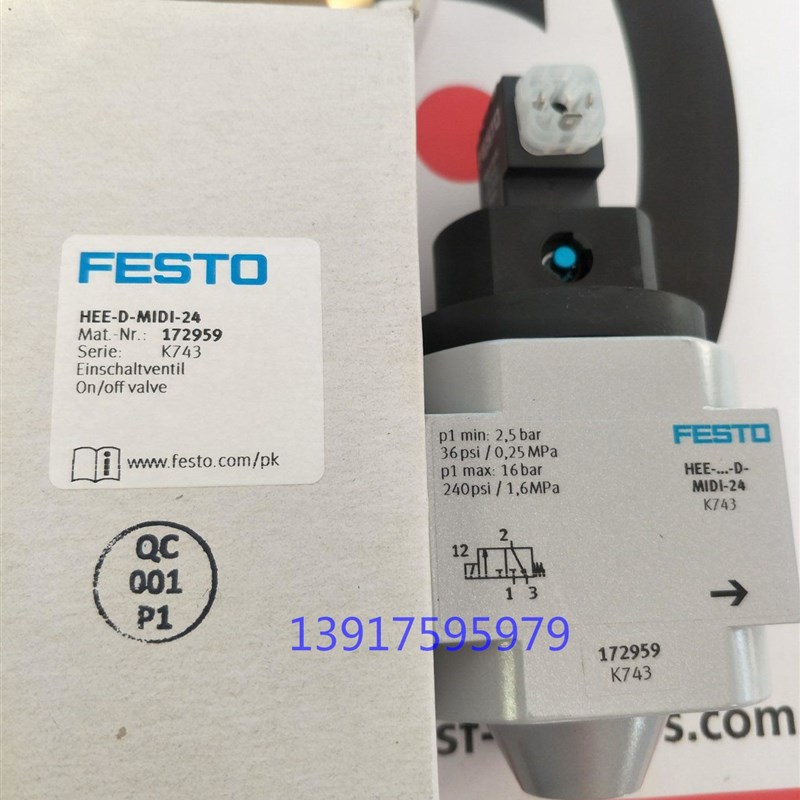 FESTO
HEE-D-MIDI-24
Mat.-Nr.: 172959
Serie: K743
Einschaltventil
On/off valve
i www.festo.com/pk
QC
001
P1
FESTO
p1 min: 2,5 bar
36 psi / 0,25 MPa
p1 max: 16 bar
240 psi / 1,6 MPa
FESTO
HEE-...-D-
MIDI-24
K743
2
12
1 3
13917595979
172959
K743
s.com